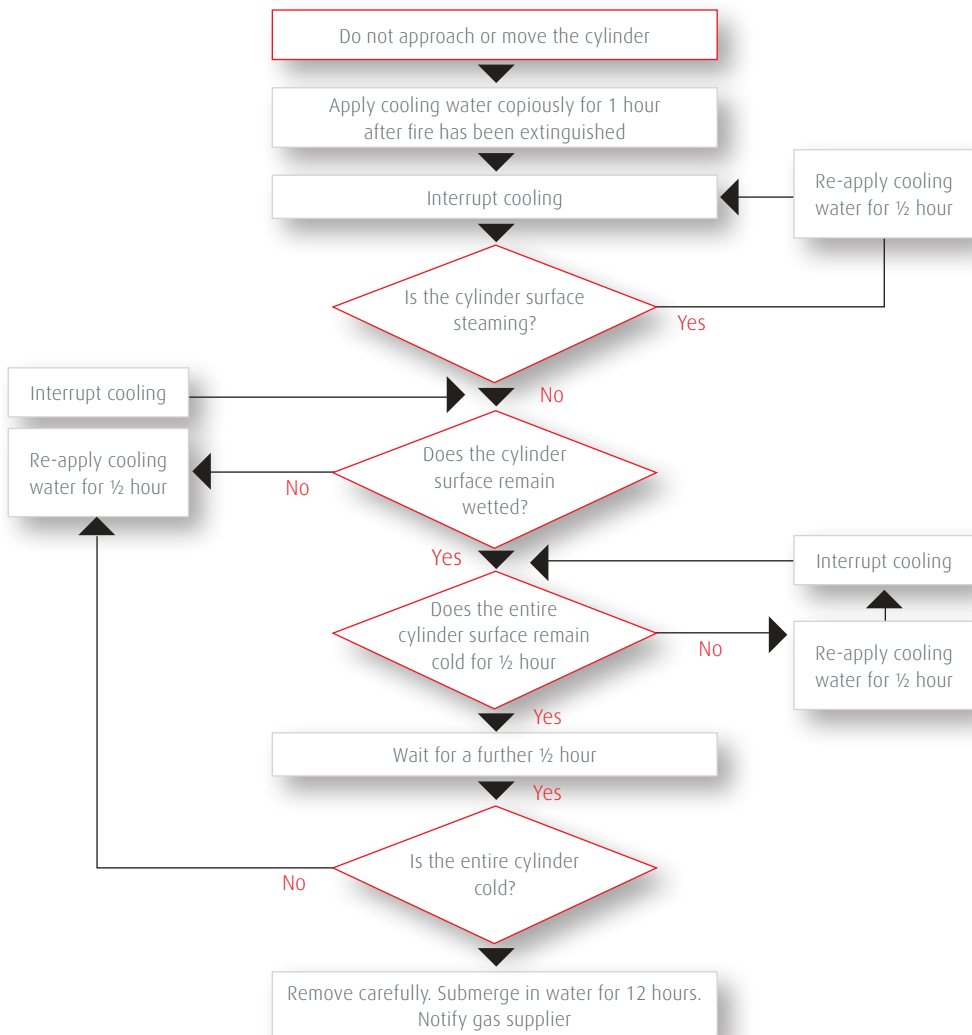 Do not approach or move the cylinder
Apply cooling water copiously for 1 hour
after fire has been extinguished
Interrupt cooling
Re-apply cooling
water for ½ hour
Is the cylinder surface
steaming?
Yes
No
Interrupt cooling
Re-apply cooling
water for ½ hour
Does the cylinder
surface remain
wetted?
No
Yes
Interrupt cooling
Does the entire
cylinder surface remain
cold for ½ hour
No
Re-apply cooling
water for ½ hour
Yes
Wait for a further ½ hour
Yes
Is the entire cylinder
cold?
No
Remove carefully. Submerge in water for 12 hours.
Notify gas supplier